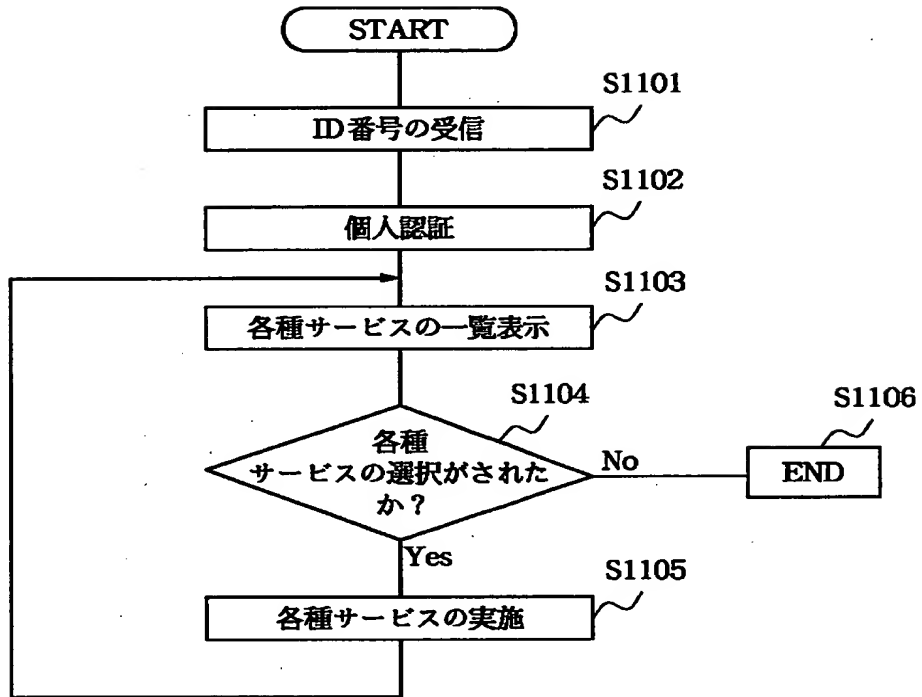 START
S1101
ID番号の受信
S1102
個人認証
S1103
各種サービスの一覧表示
S1104
各種
サービスの選択がされた
か？
No
S1106
END
Yes
S1105
各種サービスの実施